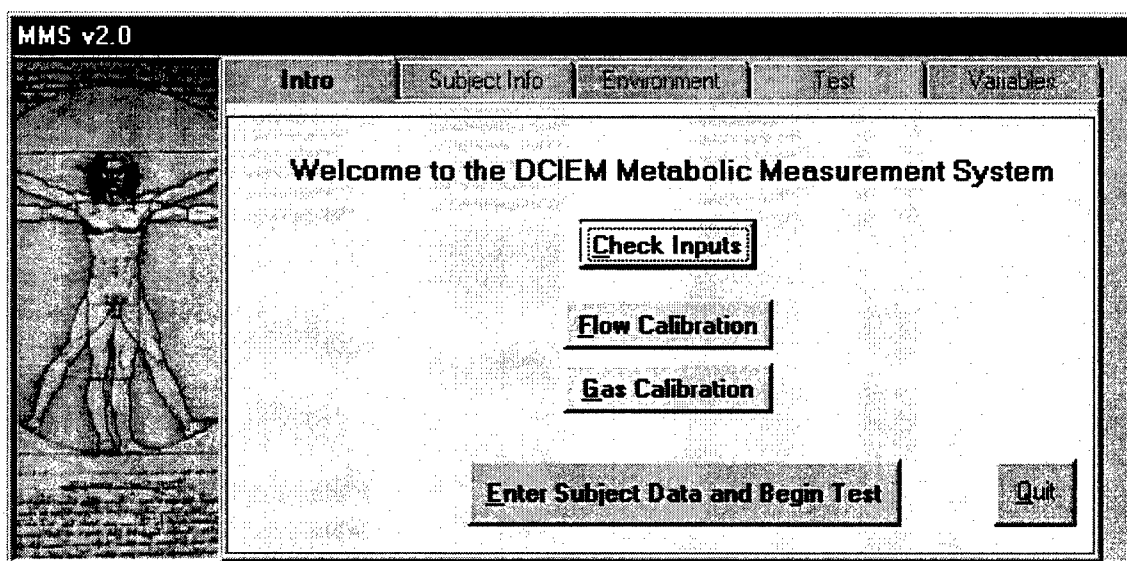 MMS v2.0
Intro
Subject Info
Environment
Test
Variables
Welcome to the DCIEM Metabolic Measurement System
Check Inputs
Flow Calibration
Gas Calibration
Enter Subject Data and Begin Test
Quit